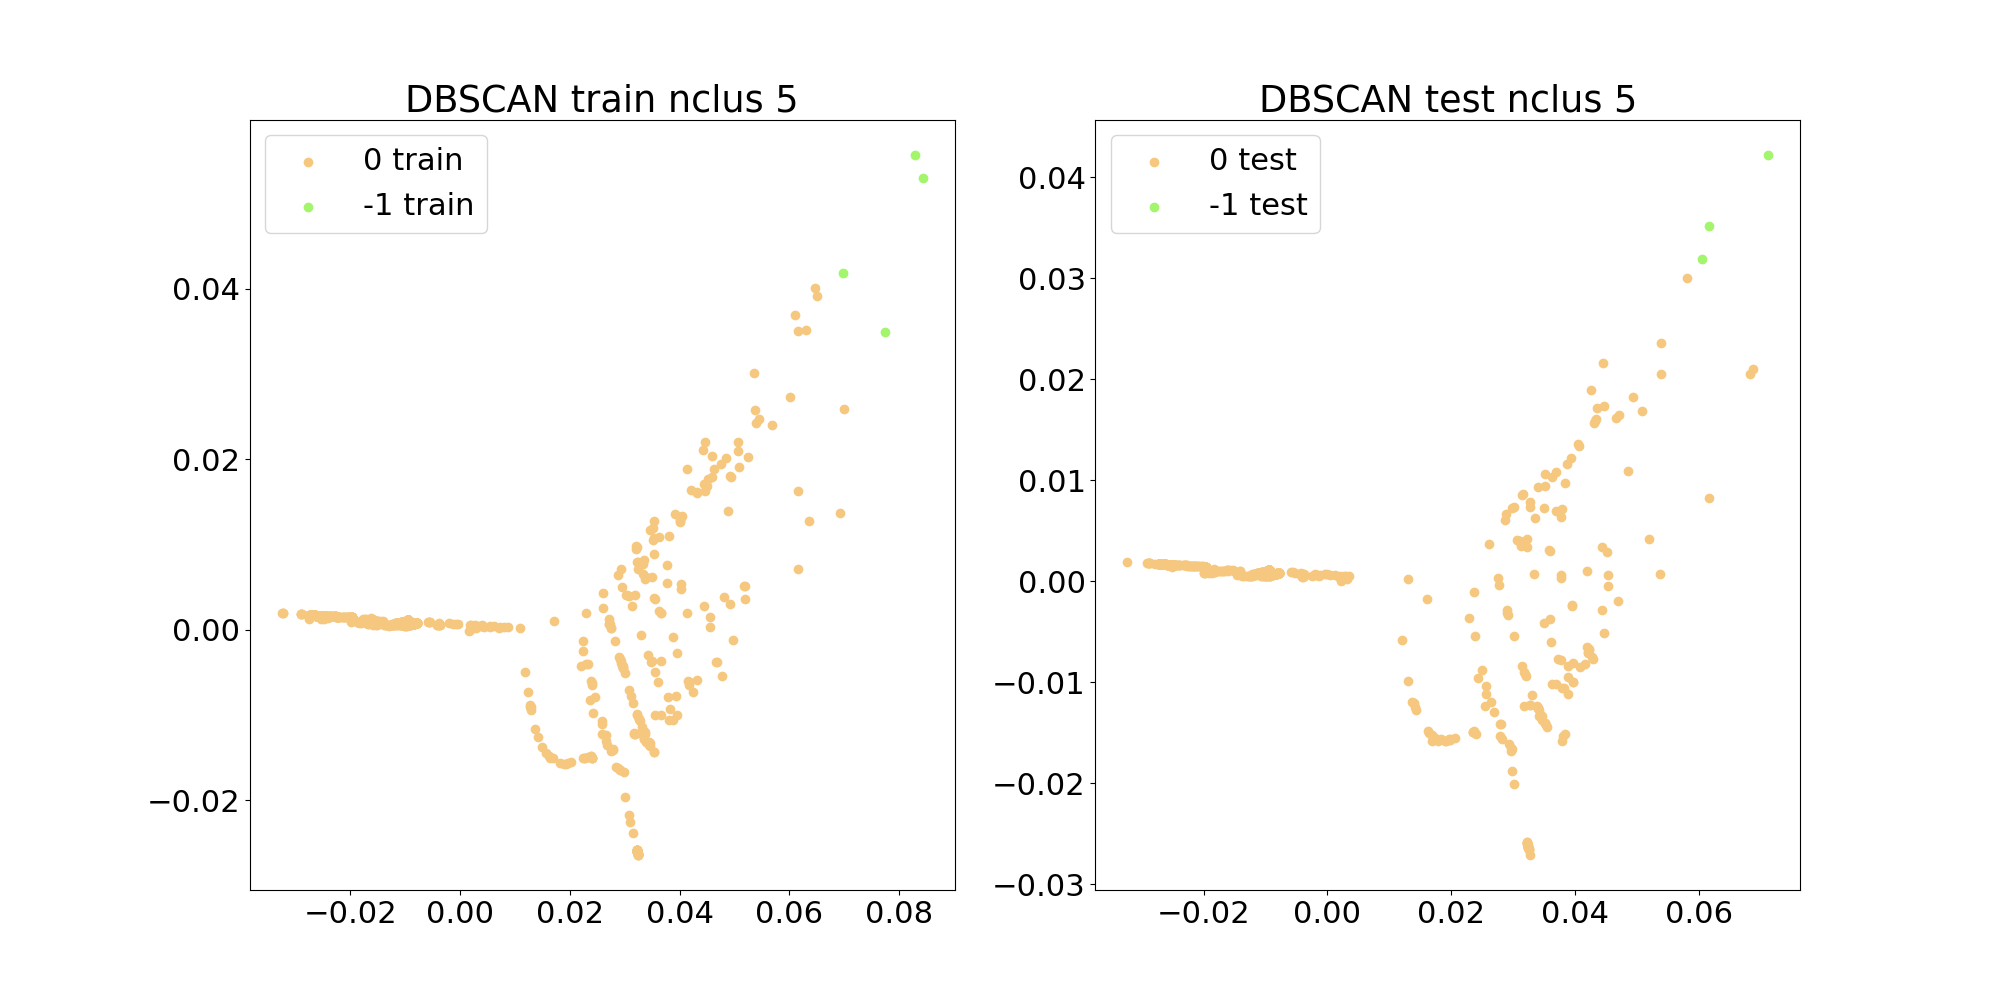 DBSCAN train nclus 5
0 train
-1 train
0.04
0.02
0.00
−0.02
−0.02 0.00 0.02 0.04 0.06 0.08
DBSCAN test nclus 5
0 test
-1 test
0.04
0.03
0.02
0.01
0.00
−0.01
−0.02
−0.03
−0.02 0.00 0.02 0.04 0.06